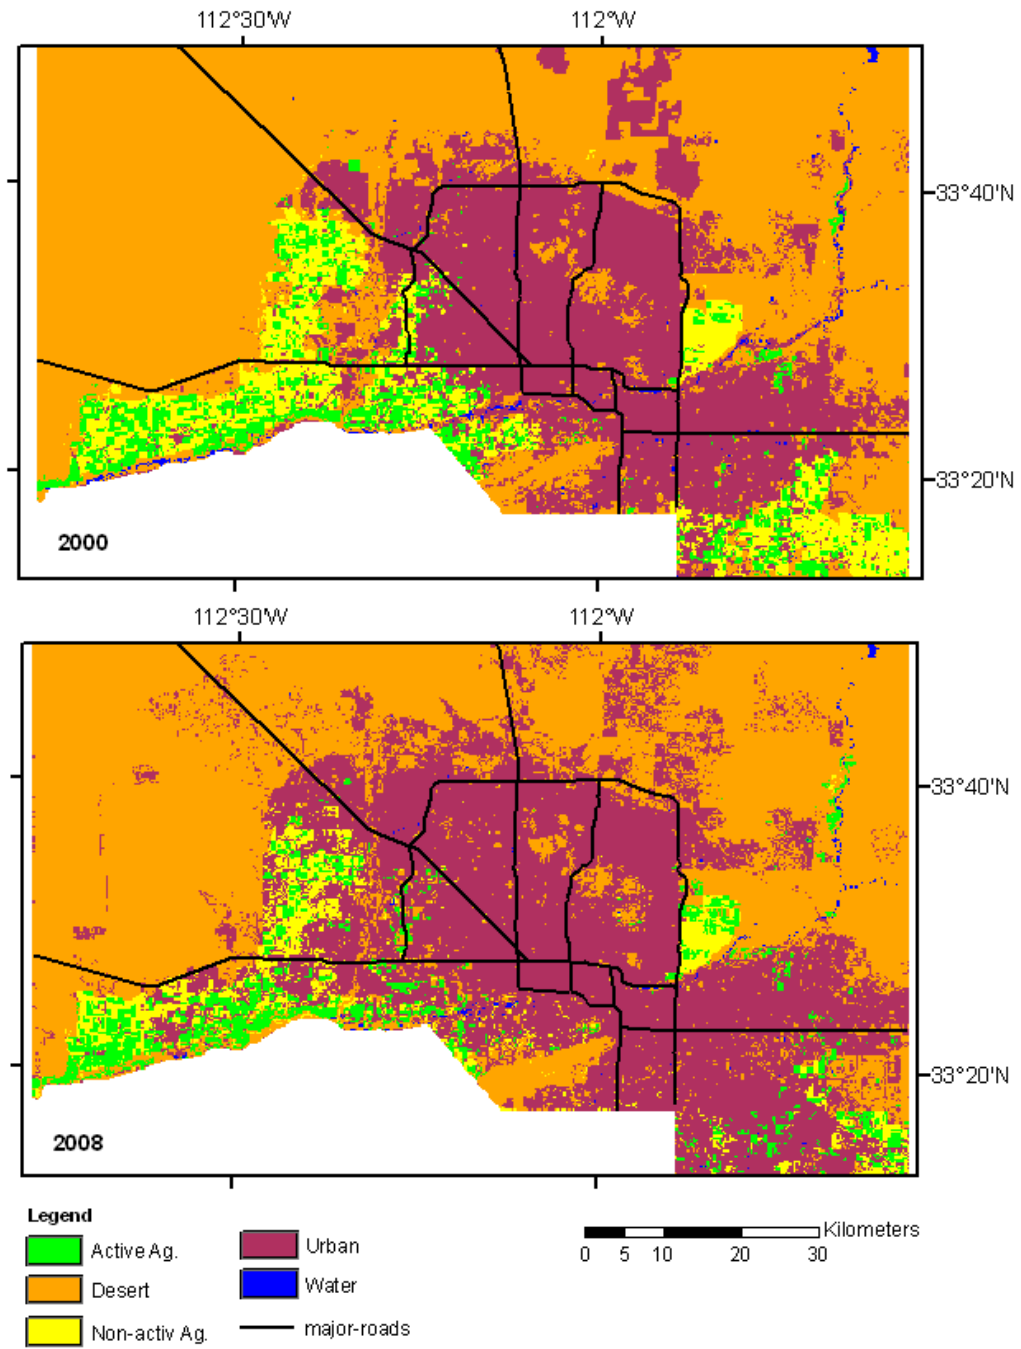 112°30'W 112°W
33°40'N
33°20'N
2000
112°30'W 112°W
33°40'N
33°20'N
2008
Legend
Active Ag.
Desert
Non-activ Ag.
Urban
Water
major-roads
Kilometers
0 5 10 20 30